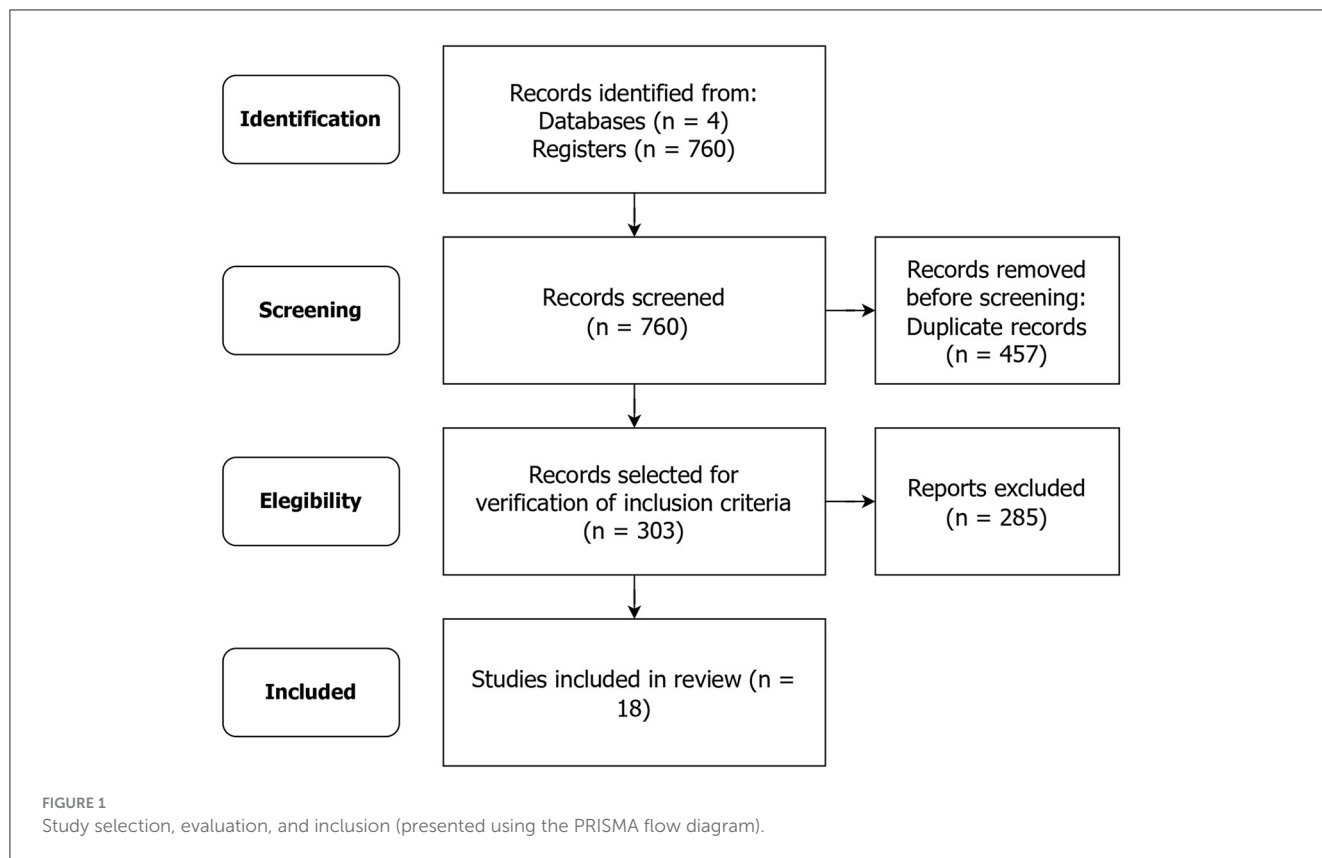 Identification
Records identified from:
Databases (n = 4)
Registers (n = 760)
Screening
Records screened
(n = 760)
Records removed
before screening:
Duplicate records
(n = 457)
Elegibility
Records selected for
verification of inclusion criteria
(n = 303)
Reports excluded
(n = 285)
Included
Studies included in review (n =
18)
FIGURE 1
Study selection, evaluation, and inclusion (presented using the PRISMA flow diagram).